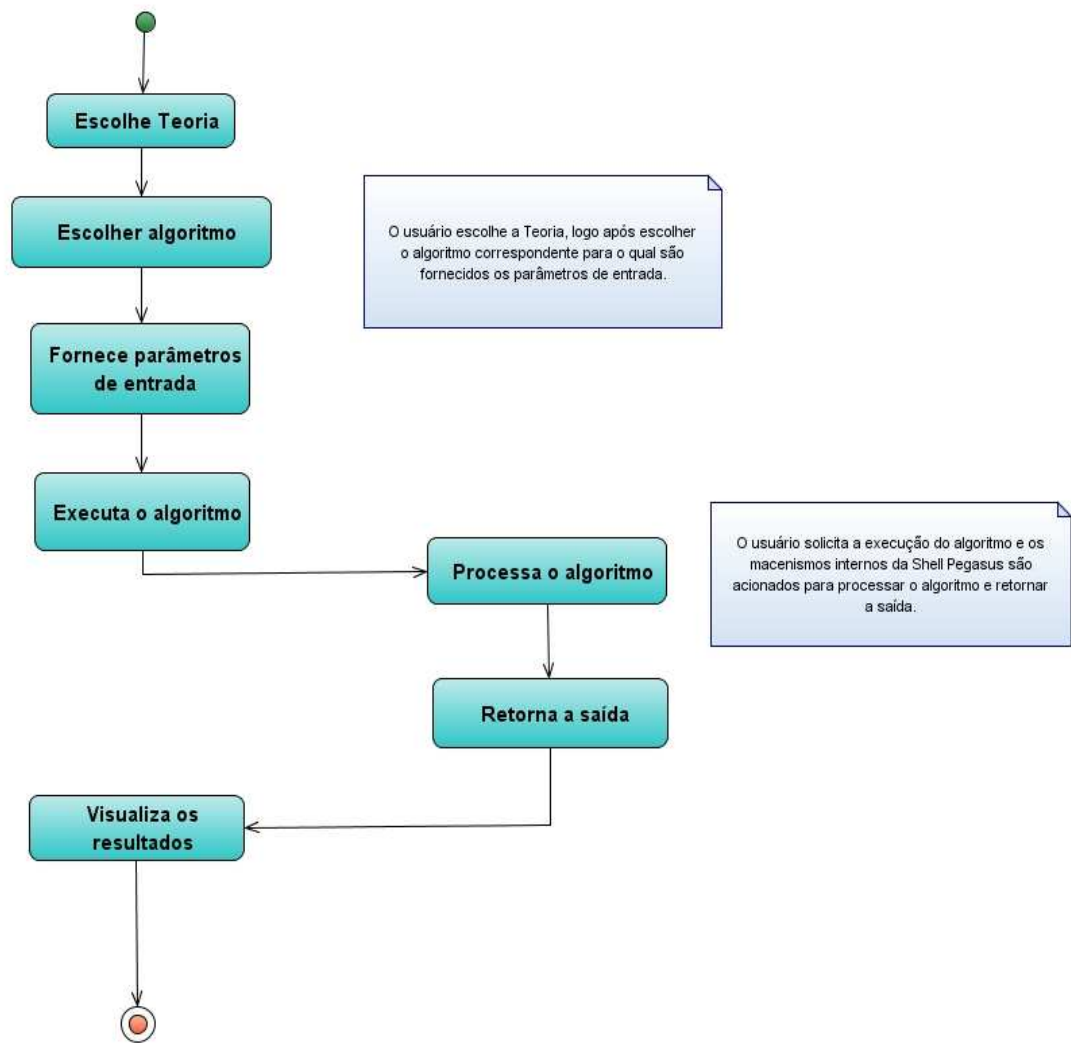 Escolhe Teoria
Escolher algoritmo
O usuário escolhe a Teoria, logo após escolher
o algoritmo correspondente para o qual são
fornecidos os parâmetros de entrada.
Fornece parâmetros
de entrada
Executa o algoritmo
O usuário solicita a execução do algoritmo e os
macenismos internos da Shell Pegasus são
acionados para processar o algoritmo e retornar
a saída.
Processa o algoritmo
Retorna a saída
Visualiza os
resultados